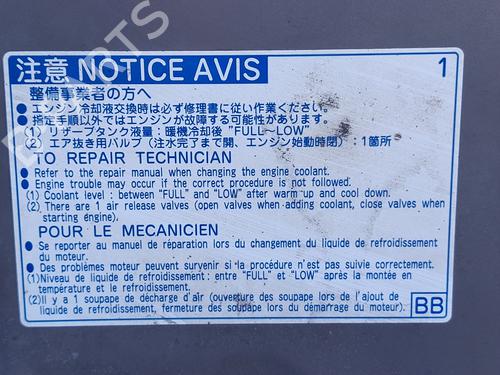 注意 NOTICE AVIS 1
整備事業者の方へ
● エンジン冷却液交換時は必ず修理書に従い作業ください。
● 指定手順以外ではエンジンが故障する可能性があります。
(1) リザーブタンク液量：暖機冷却後 "FULL~LOW"
(2) エア抜き用バルブ（注水完了まで開、エンジン始動時閉）：1箇所
TO REPAIR TECHNICIAN
● Refer to the repair manual when changing the engine coolant.
● Engine trouble may occur if the correct procedure is not followed.
(1) Coolant level : between "FULL" and "LOW" after warm up and cool down.
(2) There are 1 air release valves (open valves when adding coolant, close valves when
starting engine).
POUR LE MECANICIEN
● Se reporter au manuel de réparation lors du changement du liquide de refroidissement
du moteur.
● Des problèmes moteur peuvent survenir si la procédure n'est pas suivie correctement.
(1)Niveau de liquide de refroidissement : entre "FULL" et "LOW" après la montée en
température et le refroidissement.
(2)Il y a 1 soupape de décharge d'air (ouverture des soupape lors de l'ajout de
liquide de refroidissement, fermeture des soupape lors du démarrage du moteur).
BB